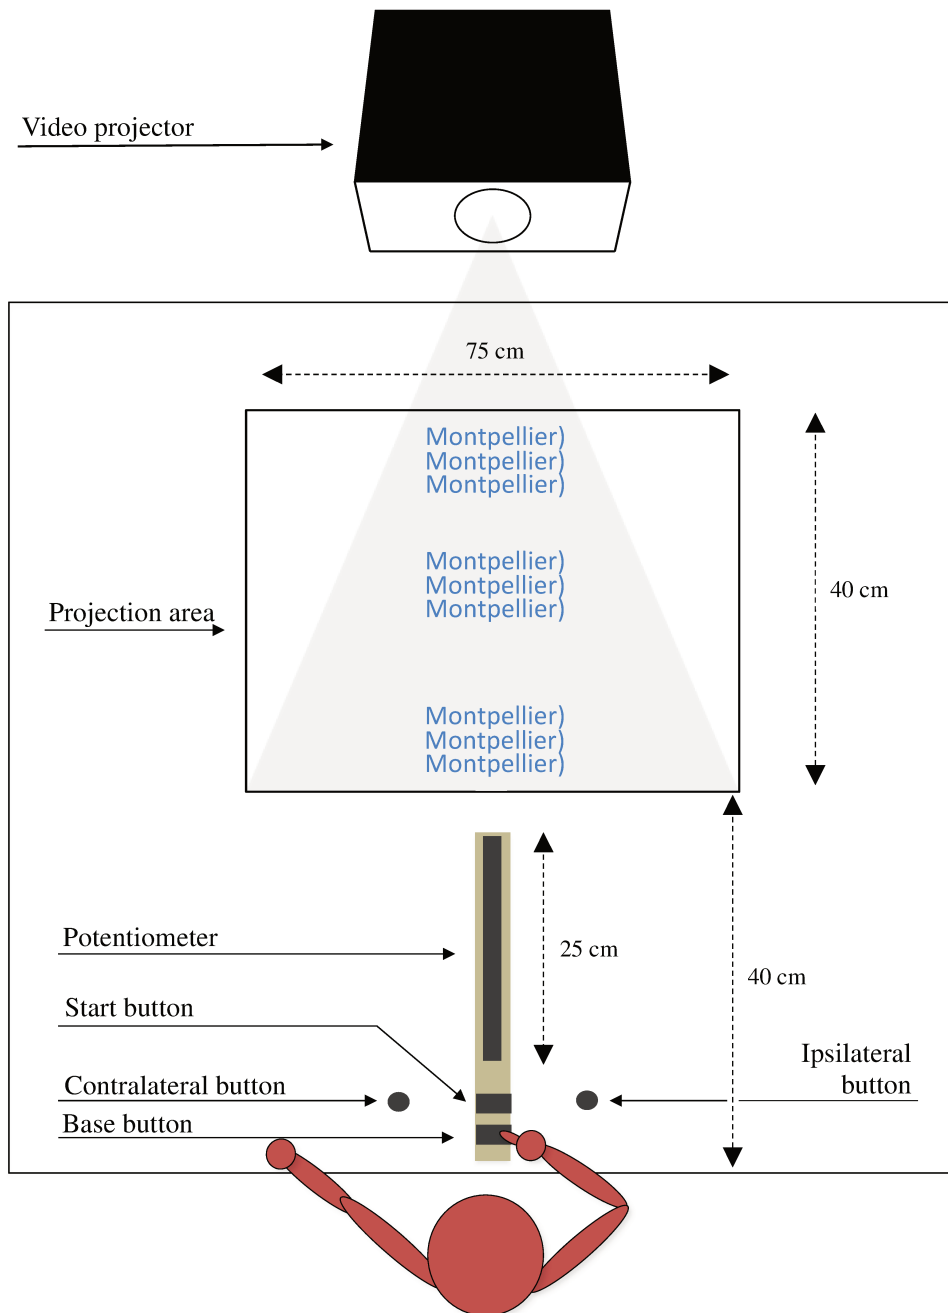 Video projector
75 cm
Montpellier)
Montpellier)
Montpellier)
Montpellier)
Montpellier)
Montpellier)
40 cm
Projection area
Montpellier)
Montpellier)
Montpellier)
Potentiometer
25 cm
40 cm
Start button
Ipsilateral
button
Contralateral button
Base button